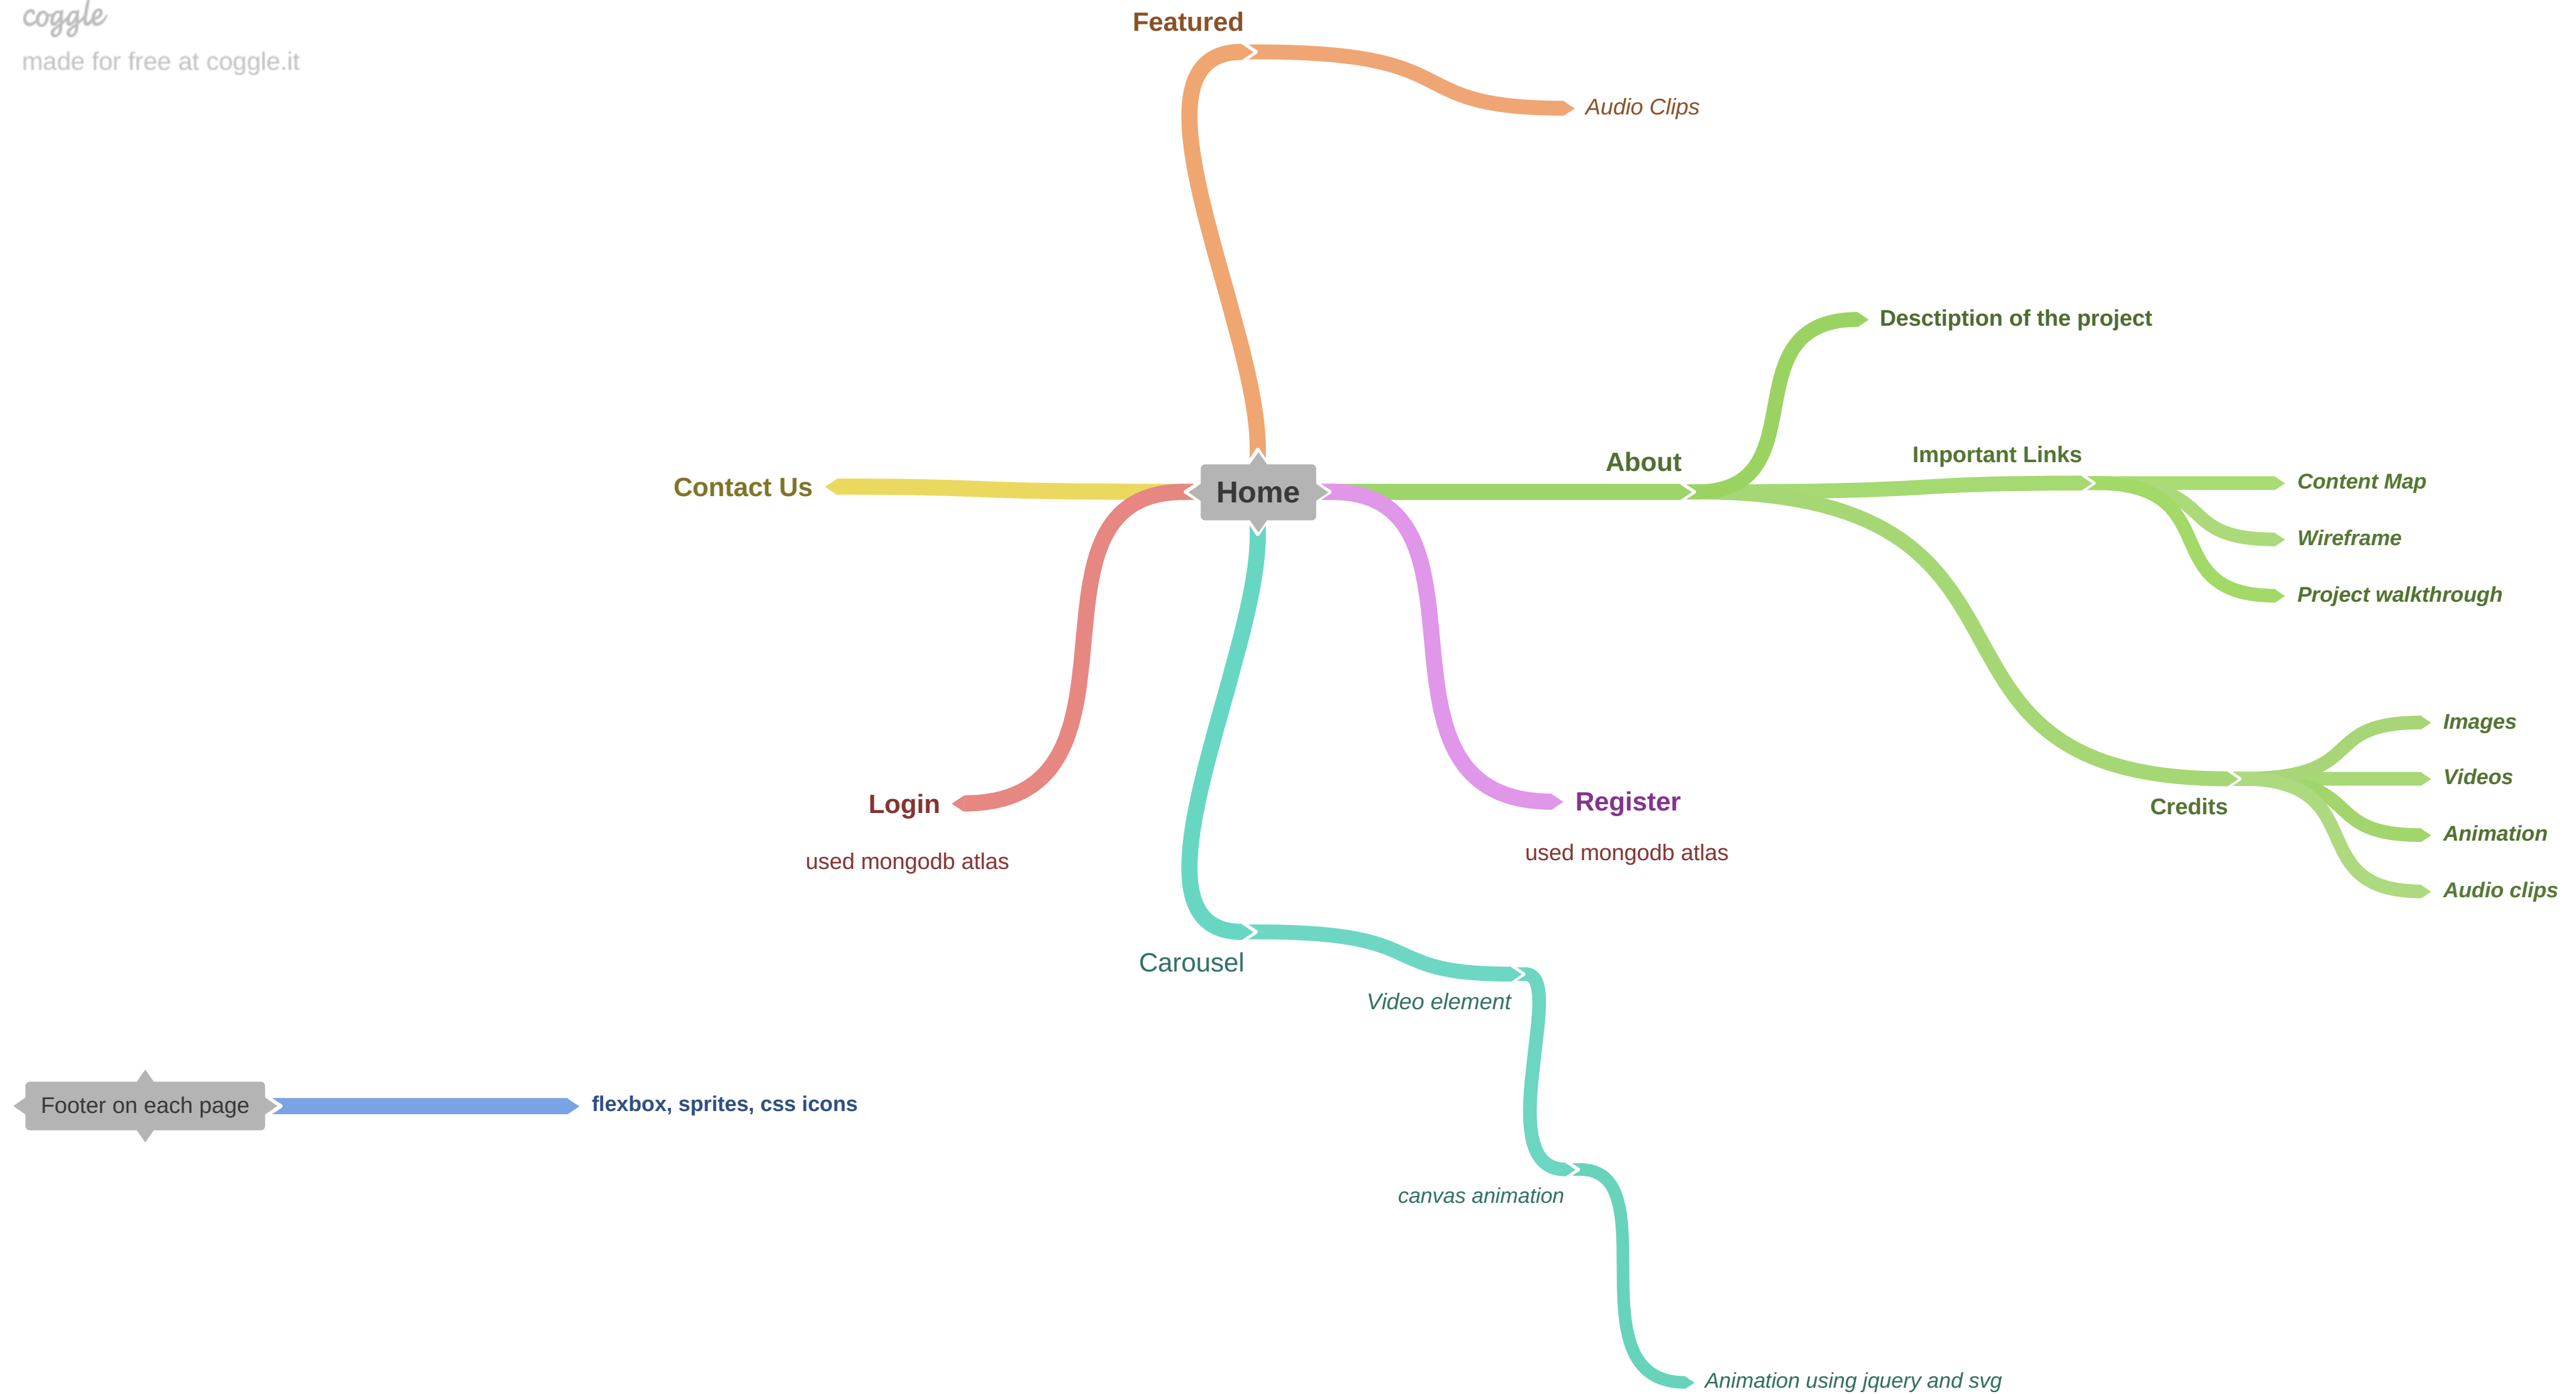 coggle
made for free at coggle.it
Featured
Audio Clips
Desctiption of the project
About
Important Links
Content Map
Wireframe
Project walkthrough
Contact Us
Home
Images
Videos
Animation
Audio clips
Credits
Login
used mongodb atlas
Register
used mongodb atlas
Carousel
Video element
Footer on each page
flexbox, sprites, css icons
canvas animation
Animation using jquery and svg